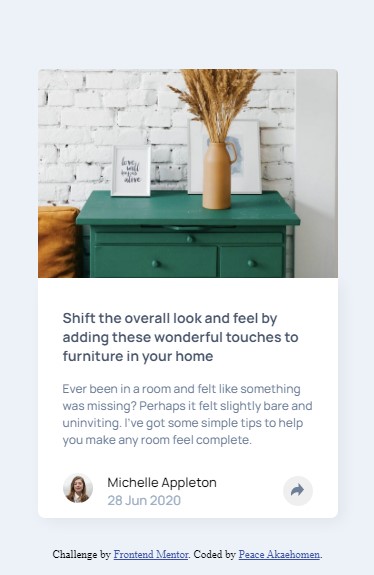 love
will
alive
Shift the overall look and feel by
adding these wonderful touches to
furniture in your home
Ever been in a room and felt like something
was missing? Perhaps it felt slightly bare and
uninviting. I've got some simple tips to help
you make any room feel complete.
Michelle Appleton
28 Jun 2020
Challenge by Frontend Mentor. Coded by Peace Akaehomen.